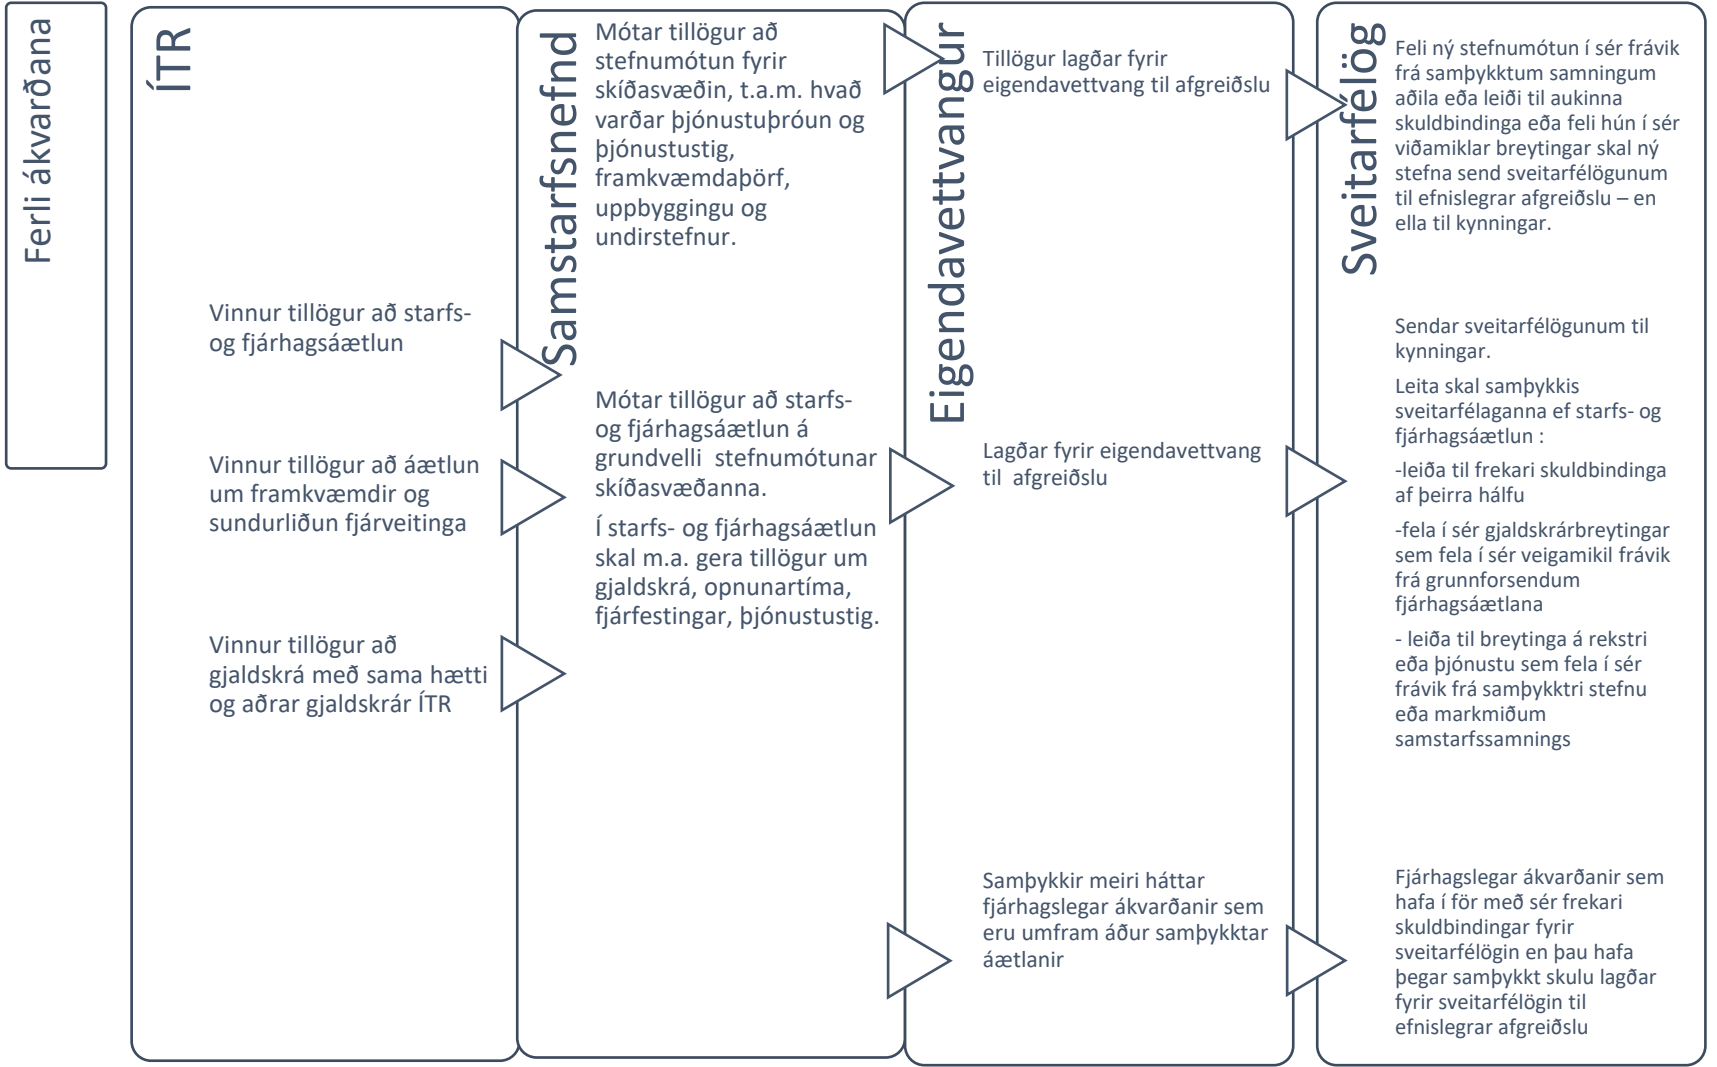 Ferli ákvarðana
ÍTR
Vinnur tillögur að starfs-
og fjárhagsáætlun
Vinnur tillögur að áætlun
um framkvæmdir og
sundurliðun fjárveitinga
Vinnur tillögur að
gjaldskrá með sama hætti
og aðrar gjaldskrár ÍTR
Samstarfsnefnd
Mótar tillögur að
stefnumótun fyrir
skíðasvæðin, t.a.m. hvað
varðar þjónustuþróun og
þjónustustig,
framkvæmdaþörf,
uppbyggingu og
undirstefnur.
Mótar tillögur að starfs-
og fjárhagsáætlun á
grundvelli stefnumótunar
skíðasvæðanna.
Í starfs- og fjárhagsáætlun
skal m.a. gera tillögur um
gjaldskrá, opnunartíma,
fjárfestingar, þjónustustig.
Eigendavettvangur
Tillögur lagðar fyrir
eigendavettvang til afgreiðslu
Lagðar fyrir eigendavettvang
til afgreiðslu
Samþykkir meiri háttar
fjárhagslegar ákvarðanir sem
eru umfram áður samþykktar
áætlanir
Sveitarfélög
Feli ný stefnumótun í sér frávik
frá samþykktum samningum
aðila eða leiði til aukinna
skuldbindinga eða feli hún í sér
viðamiklar breytingar skal ný
stefna send sveitarfélögunum
til efnislegrar afgreiðslu – en
ella til kynningar.
Sendar sveitarfélögunum til
kynningar.
Leita skal samþykkis
sveitarfélaganna ef starfs- og
fjárhagsáætlun :
-leiða til frekari skuldbindinga
af þeirra hálfu
-fela í sér gjaldskrárbreytingar
sem fela í sér veigamikil frávik
frá grunnforsendum
fjárhagsáætlana
- leiða til breytinga á rekstri
eða þjónustu sem fela í sér
frávik frá samþykktri stefnu
eða markmiðum
samstarfssamnings
Fjárhagslegar ákvarðanir sem
hafa í för með sér frekari
skuldbindingar fyrir
sveitarfélögin en þau hafa
þegar samþykkt skulu lagðar
fyrir sveitarfélögin til
efnislegrar afgreiðslu